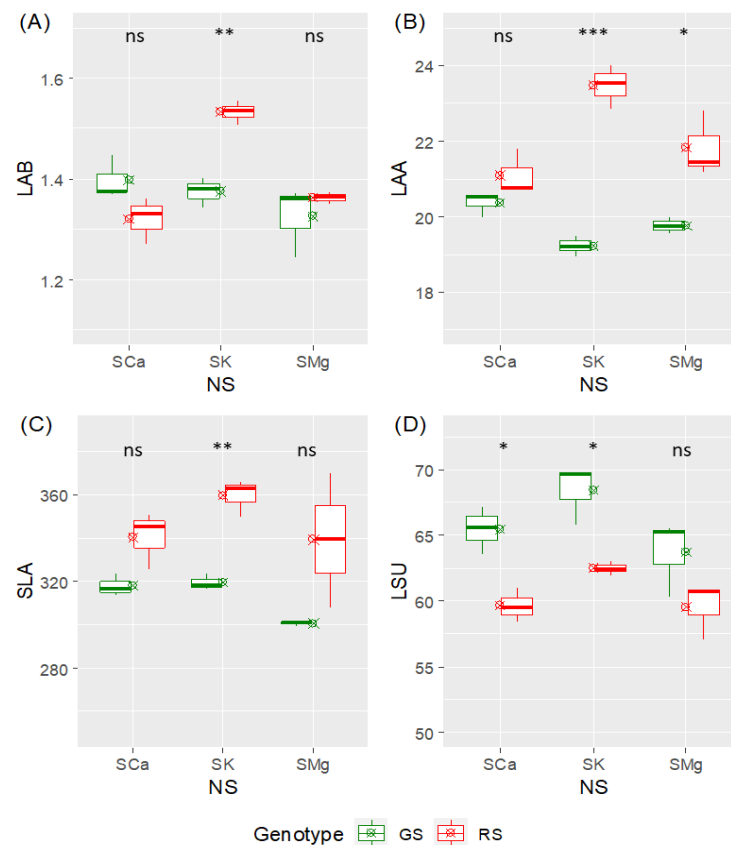 (A)
ns ** ns
1.6
1.4
1.2
LAB
SCa SK SMg
NS
(B)
ns *** *
24
22
20
18
LAA
SCa SK SMg
NS
(C)
ns ** ns
360
320
280
SLA
SCa SK SMg
NS
(D)
* * ns
70
65
60
55
50
LSU
SCa SK SMg
NS
Genotype GS RS